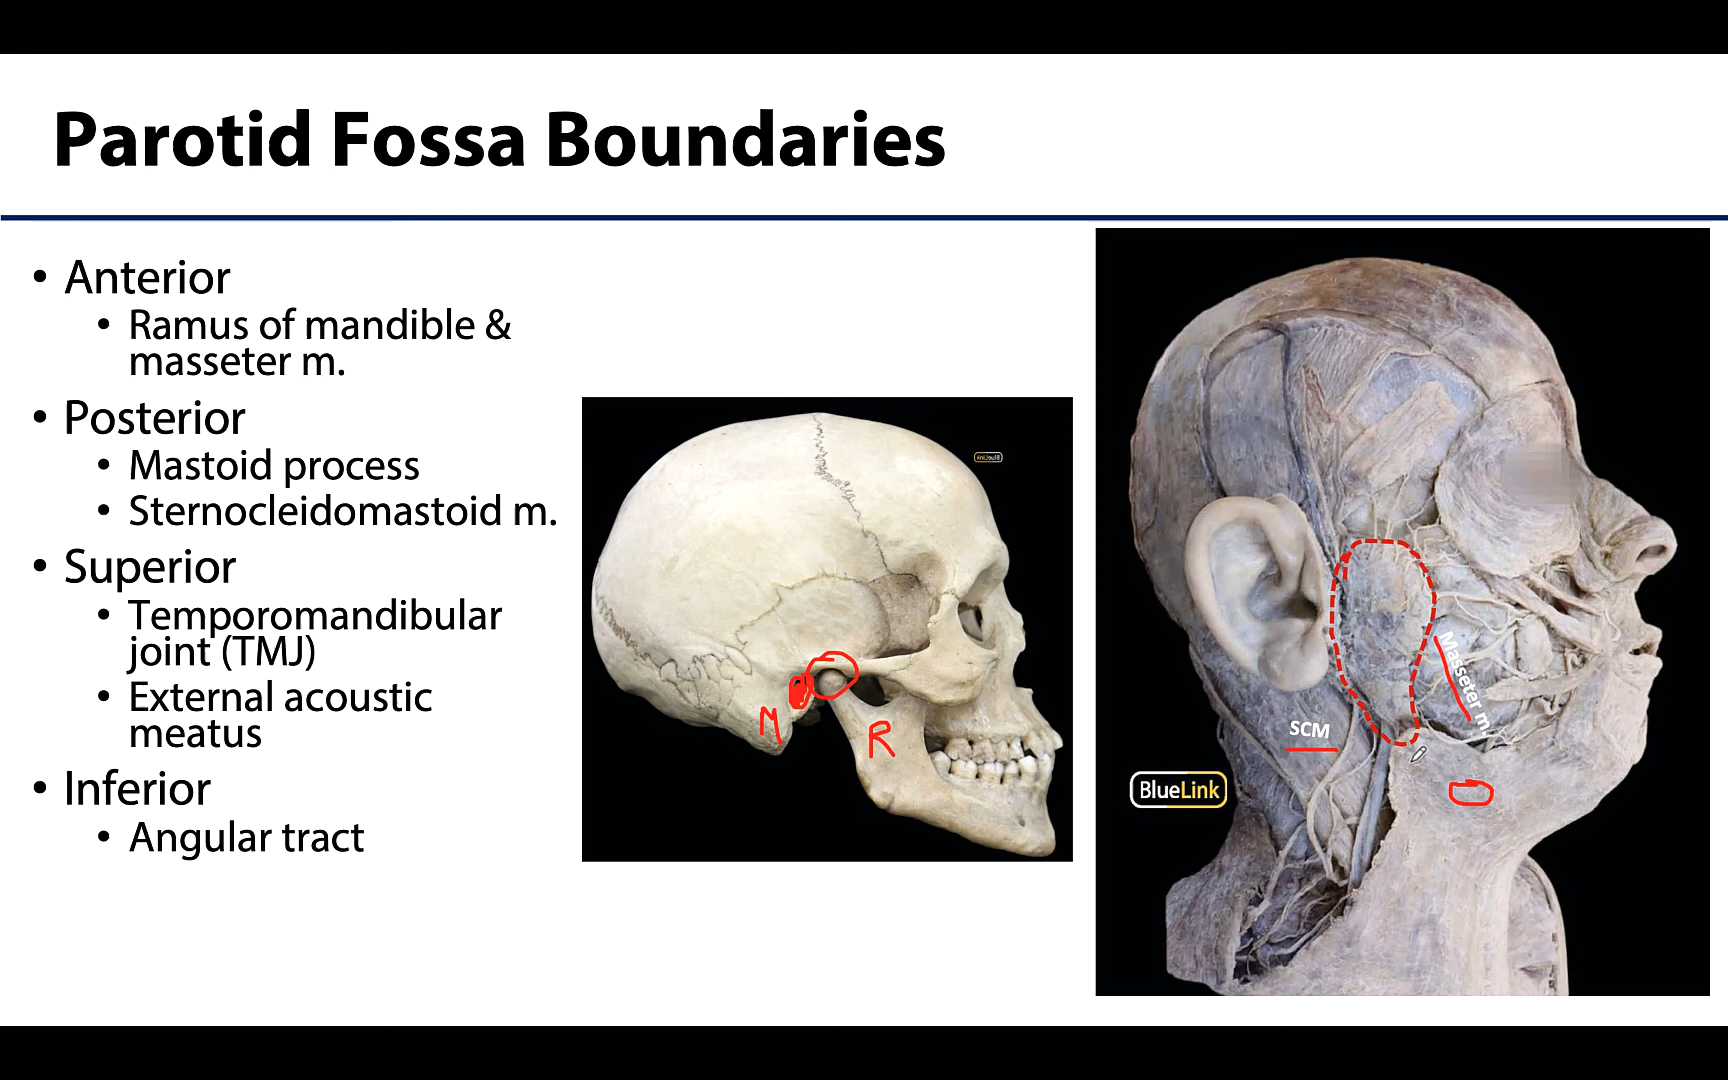 Parotid Fossa Boundaries
• Anterior
• Ramus of mandible &
masseter m.
• Posterior
• Mastoid process
• Sternocleidomastoid m.
• Superior
• Temporomandibular
joint (TMJ)
• External acoustic
meatus
• Inferior
• Angular tract
M
R
Masseter m
SCM
BlueLink